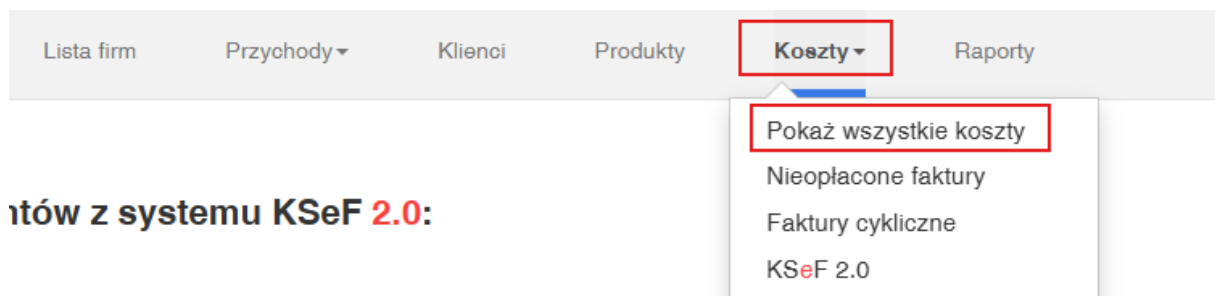 Lista firm Przychody Klienci Produkty Koszty Raporty
Pokaż wszystkie koszty
Nieopłacone faktury
ntów z systemu KSeF 2.0:
Faktury cykliczne
KSeF 2.0